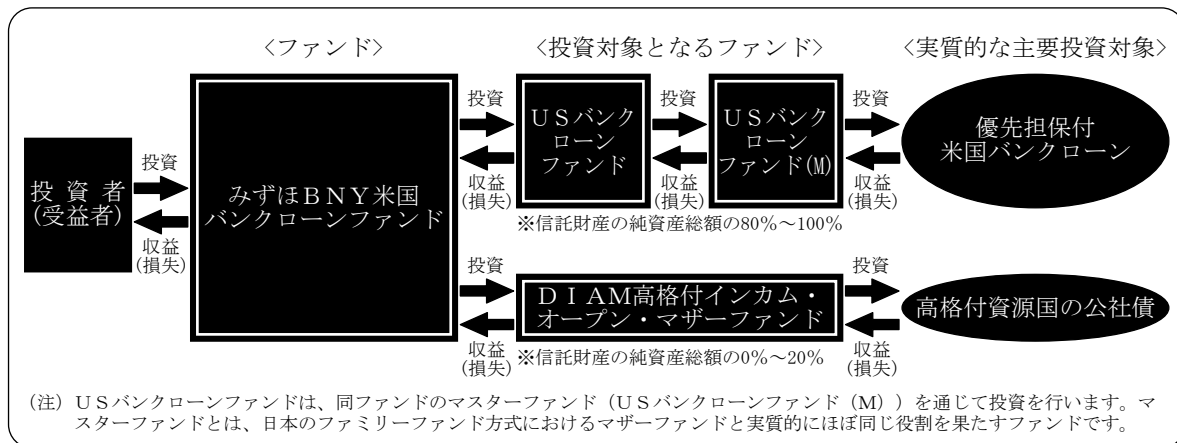 <ファンド>
<投資対象となるファンド>
<実質的な主要投資対象>
投資者
(受益者)
投資
収益
(損失)
みずほＢＮＹ米国
バンクローンファンド
投資
収益
(損失)
ＵＳバンク
ローン
ファンド
投資
収益
(損失)
ＵＳバンク
ローン
ファンド(M)
投資
収益
(損失)
優先担保付
米国バンクローン
※信託財産の純資産総額の80％～100％
投資
収益
(損失)
ＤＩＡＭ高格付インカム・
オープン・マザーファンド
投資
収益
(損失)
高格付資源国の公社債
※信託財産の純資産総額の0％～20％
(注) ＵＳバンクローンファンドは、同ファンドのマスターファンド（ＵＳバンクローンファンド（M））を通じて投資を行います。マ
スターファンドとは、日本のファミリーファンド方式におけるマザーファンドと実質的にほぼ同じ役割を果たすファンドです。